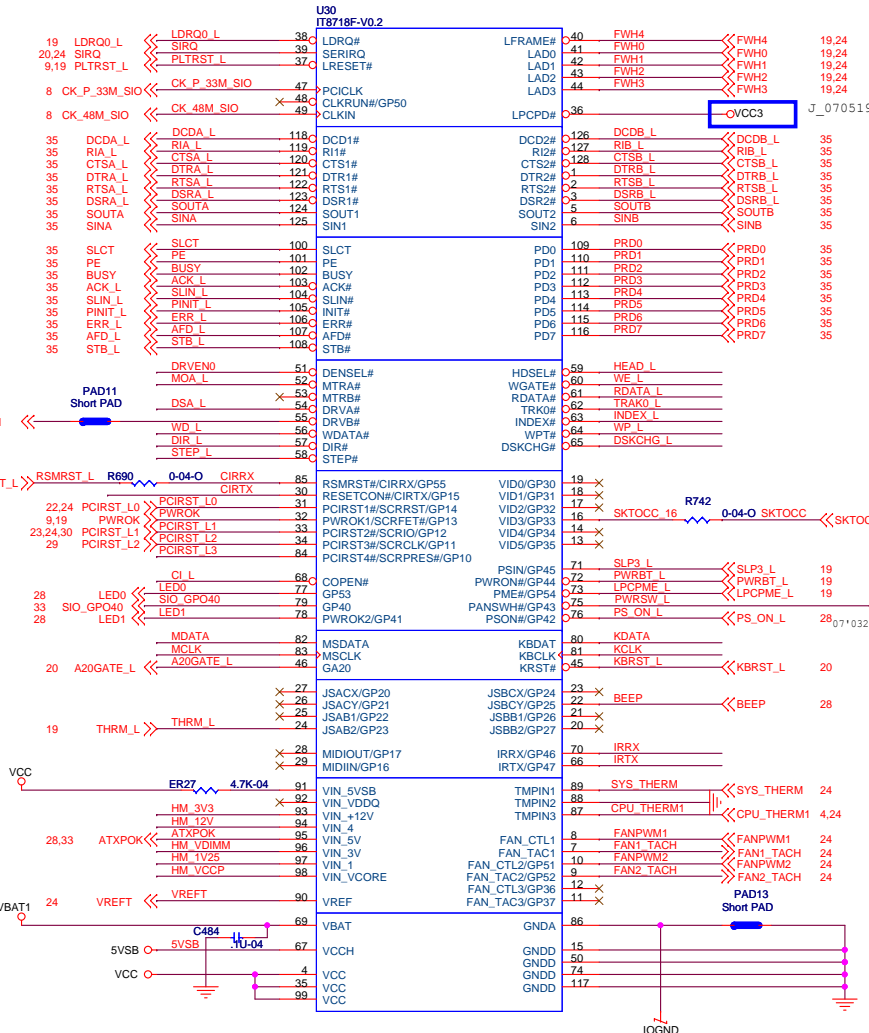 U30
IT8718F-V0.2
19 LDRQ0_L LDRQ0_L 38 LDRQ# LFRAME# 40 FWH4 FWH4 19,24
20,24 SIRQ SIRQ 39 SERIRQ LAD0 41 FWH0 FWH0 19,24
9,19 PLTRST_L PLTRST_L 37 LRESET# LAD1 42 FWH1 FWH1 19,24
LAD2 43 FWH2 FWH2 19,24
8 CK_P_33M_SIO CK_P_33M_SIO 47 PCICLK LAD3 44 FWH3 FWH3 19,24
48 CLKRUN#/GP50
8 CK_48M_SIO CK_48M_SIO 49 CLKIN LPCPD# 36 VCC3 J_070519
35 DCDA_L DCDA_L 118 DCD1# DCD2# 126 DCDB_L DCDB_L 35
35 RIA_L RIA_L 119 RI1# RI2# 127 RIB_L RIB_L 35
35 CTSA_L CTSA_L 120 CTS1# CTS2# 128 CTSB_L CTSB_L 35
35 DTRA_L DTRA_L 121 DTR1# DTR2# 1 DTRB_L DTRB_L 35
35 RTSA_L RTSA_L 122 RTS1# RTS2# 2 RTSB_L RTSB_L 35
35 DSRA_L DSRA_L 123 DSR1# DSR2# 3 DSRB_L DSRB_L 35
35 SOUTA SOUTA 124 SOUT1 SOUT2 5 SOUTB SOUTB 35
35 SINA SINA 125 SIN1 SIN2 6 SINB SINB 35
35 SLCT SLCT 100 SLCT PD0 109 PRD0 PRD0 35
35 PE PE 101 PE PD1 110 PRD1 PRD1 35
35 BUSY BUSY 102 BUSY PD2 111 PRD2 PRD2 35
35 ACK_L ACK_L 103 ACK# PD3 112 PRD3 PRD3 35
35 SLIN_L SLIN_L 104 SLIN# PD4 113 PRD4 PRD4 35
35 PINIT_L PINIT_L 105 INIT# PD5 114 PRD5 PRD5 35
35 ERR_L ERR_L 106 ERR# PD6 115 PRD6 PRD6 35
35 AFD_L AFD_L 107 AFD# PD7 116 PRD7 PRD7 35
35 STB_L STB_L 108 STB#
DRVEN0 51 DENSEL# HDSEL# 59 HEAD_L
MOA_L 52 MTRA# WGATE# 60 WE_L
PAD11 53 MTRB# RDATA# 61 RDATA_L
Short PAD DSA_L 54 DRVA# TRK0# 62 TRAK0_L
55 DRVB# INDEX# 63 INDEX_L
WD_L 56 WDATA# WPT# 64 WP_L
DIR_L 57 DIR# DSKCHG# 65 DSKCHG_L
STEP_L 58 STEP#
T_L RSMRST_L R690 0-04-O CIRRX 85 RSMRST#/CIRRX/GP55 VID0/GP30 19
CIRTX 30 RESETCON#/CIRTX/GP15 VID1/GP31 18
22,24 PCIRST_L0 PCIRST_L0 31 PCIRST1#/SCRRST/GP14 VID2/GP32 17 R742
9,19 PWROK PWROK 32 PWROK1/SCRFET#/GP13 VID3/GP33 16 SKTOCC_16 0-04-O SKTOCC SKTOC
23,24,30 PCIRST_L1 PCIRST_L1 33 PCIRST2#/SCRIO/GP12 VID4/GP34 14
29 PCIRST_L2 PCIRST_L2 34 PCIRST3#/SCRCLK/GP11 VID5/GP35 13
PCIRST_L3 84 PCIRST4#/SCRPRES#/GP10
PSIN/GP45 71 SLP3_L SLP3_L 19
CI_L 68 COPEN# PWRON#/GP44 72 PWRBT_L PWRBT_L 19
28 LED0 LED0 77 GP53 PME#/GP54 73 LPCPME_L LPCPME_L 19
33 SIO_GPO40 SIO_GPO40 79 GP40 PANSWH#/GP43 75 PWRSW_L
28 LED1 LED1 78 PWROK2/GP41 PSON#/GP42 76 PS_ON_L PS_ON_L 28 07'032
MDATA 82 MSDATA KBDAT 80 KDATA
MCLK 83 MSCLK KBCLK 81 KCLK
20 A20GATE_L A20GATE_L 46 GA20 KRST# 45 KBRST_L KBRST_L 20
27 JSACX/GP20 JSBCX/GP24 23
26 JSACY/GP21 JSBCY/GP25 22 BEEP BEEP 28
25 JSAB1/GP22 JSBB1/GP26 21
19 THRM_L THRM_L 24 JSAB2/GP23 JSBB2/GP27 20
28 MIDIOUT/GP17 IRRX/GP46 70 IRRX
29 MIDIIN/GP16 IRTX/GP47 66 IRTX
VCC
ER27 4.7K-04 91 VIN_5VSB TMPIN1 89 SYS_THERM SYS_THERM 24
92 VIN_VDDQ TMPIN2 88
HM_3V3 93 VIN_+12V TMPIN3 87 CPU_THERM1 CPU_THERM1 4,24
HM_12V 94 VIN_4
28,33 ATXPOK ATXPOK 95 VIN_5V FAN_CTL1 8 FANPWM1 FANPWM1 24
HM_VDIMM 96 VIN_3V FAN_TAC1 7 FAN1_TACH FAN1_TACH 24
HM_1V25 97 VIN_1 FAN_CTL2/GP51 10 FANPWM2 FANPWM2 24
HM_VCCP 98 VIN_VCORE FAN_TAC2/GP52 9 FAN2_TACH FAN2_TACH 24
FAN_CTL3/GP36 12
24 VREFT VREFT 90 VREF FAN_TAC3/GP37 11
PAD13
Short PAD
VBAT1 69 VBAT GNDA 86
C484
.1U-04
5VSB 5VSB 67 VCCH GNDD 15
GNDD 50
VCC 4 VCC GNDD 74
35 VCC GNDD 117
99 VCC
IOGND